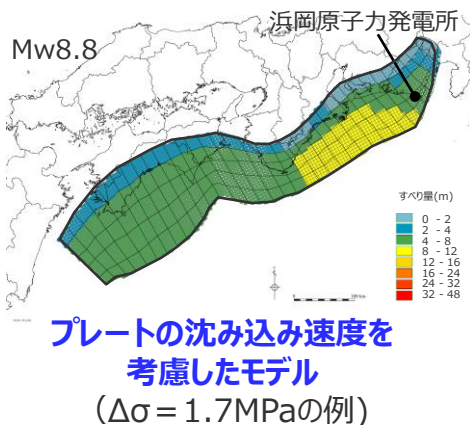 浜岡原子力発電所
Mw8.8
すべり量(m)
0 - 2
2 - 4
4 - 8
8 - 12
12 - 16
16 - 24
24 - 32
32 - 48
プレートの沈み込み速度を
考慮したモデル
（Δσ＝1.7MPaの例)